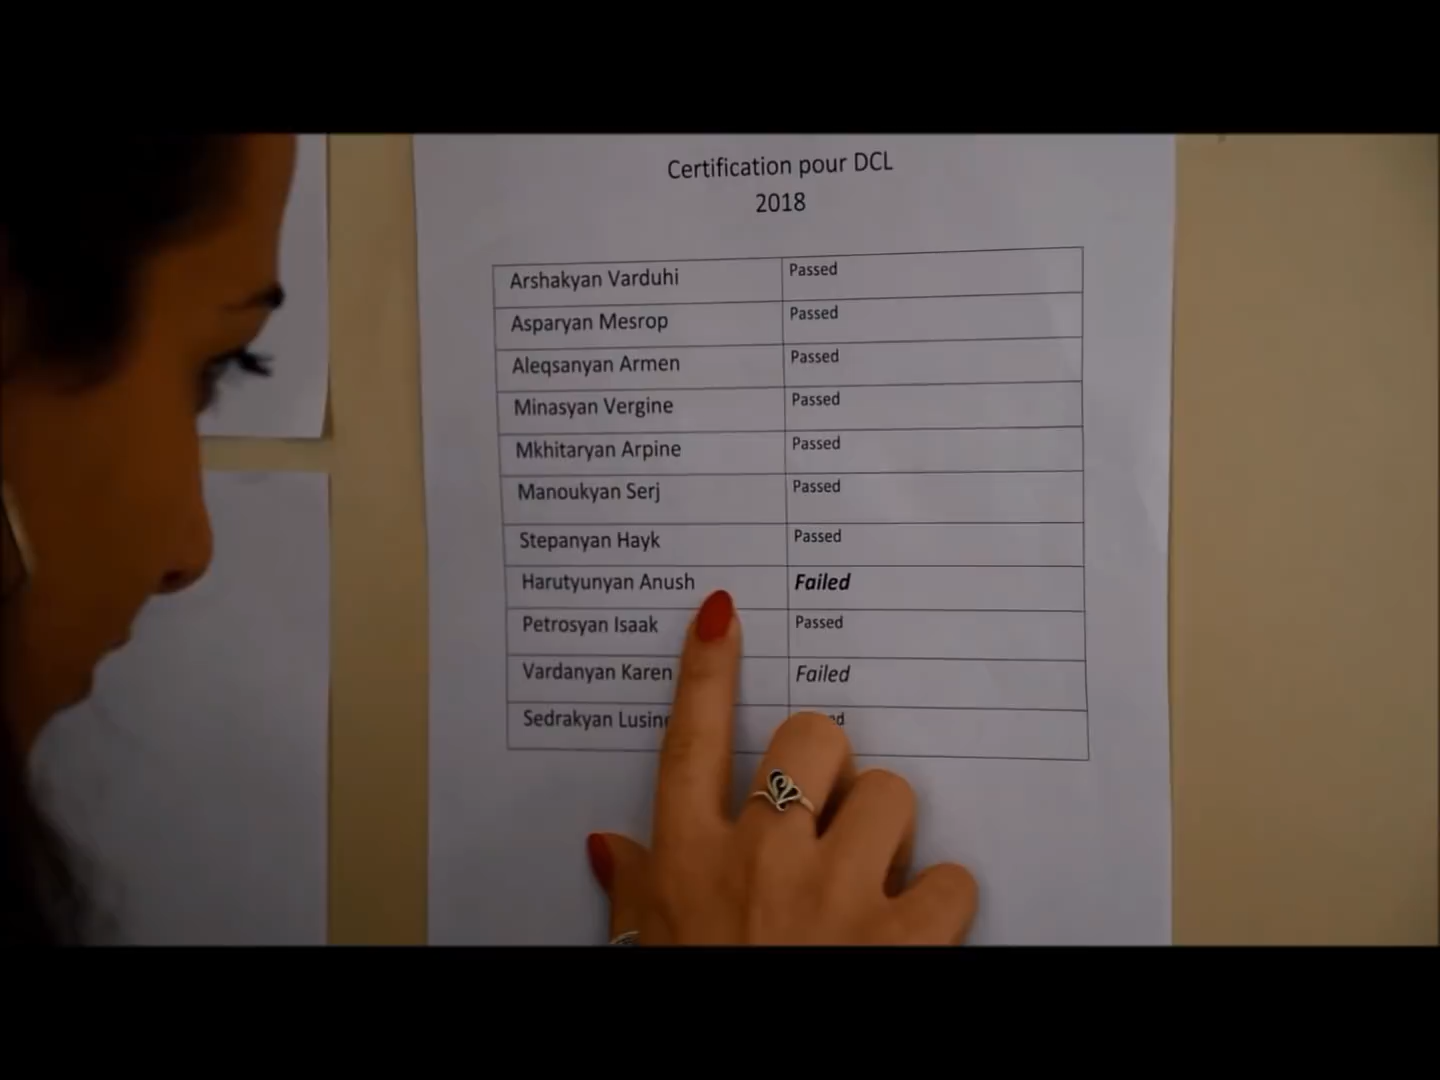 Certification pour DCL
2018
Arshakyan Varduhi Passed
Asparyan Mesrop Passed
Aleqsanyan Armen Passed
Minasyan Vergine Passed
Mkhitaryan Arpine Passed
Manoukyan Serj Passed
Stepanyan Hayk Passed
Harutyunyan Anush Failed
Petrosyan Isaak Passed
Vardanyan Karen Failed
Sedrakyan